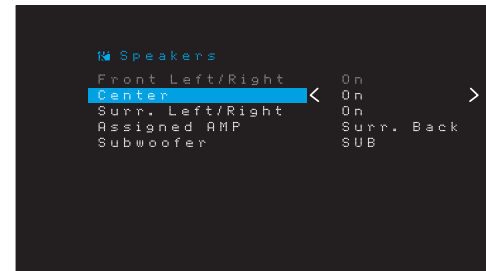 Speakers
Front Left/Right On
Center < On >
Surr. Left/Right On
Assigned AMP Surr. Back
Subwoofer SUB